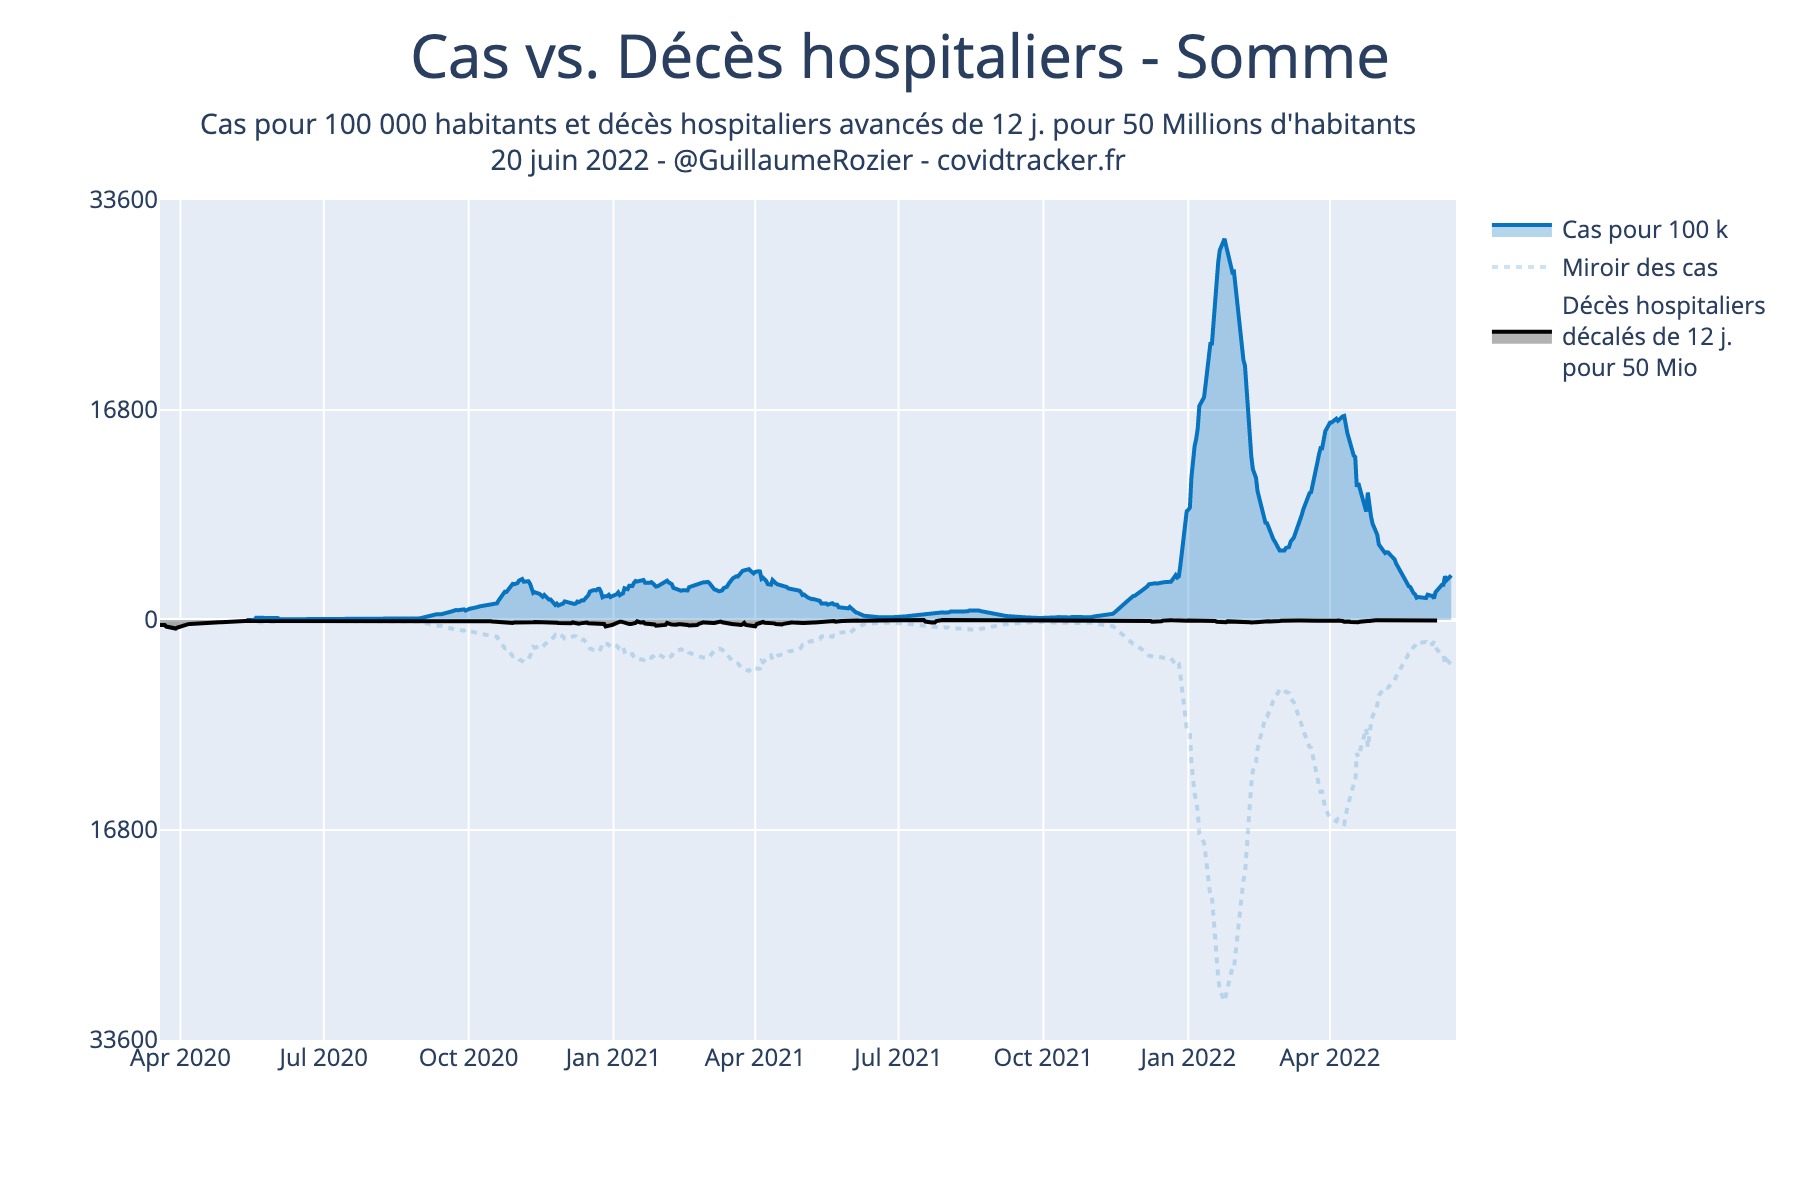 Cas vs. Décès hospitaliers - Somme
Cas pour 100 000 habitants et décès hospitaliers avancés de 12 j. pour 50 Millions d'habitants
20 juin 2022 - @GuillaumeRozier - covidtracker.fr
33600
16800
0
16800
33600
Apr 2020
Jul 2020
Oct 2020
Jan 2021
Apr 2021
Jul 2021
Oct 2021
Jan 2022
Apr 2022
Cas pour 100 k
Miroir des cas
Décès hospitaliers
décalés de 12 j.
pour 50 Mio